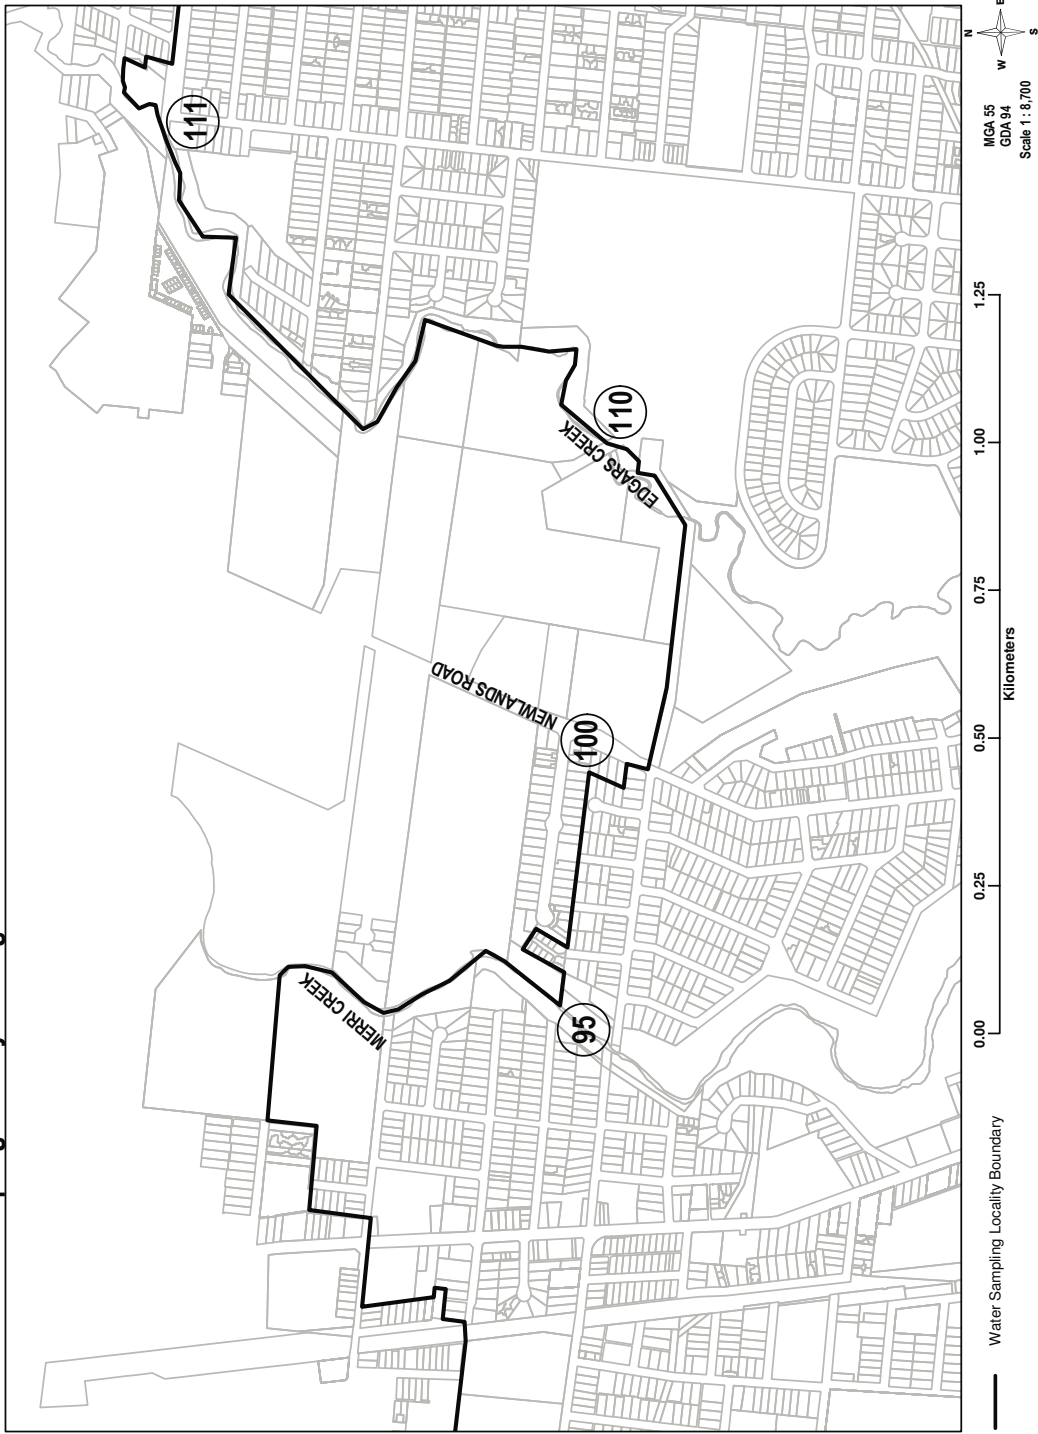 111
110
EDGARS CREEK
NEWLANDS ROAD
100
MERRI CREEK
95
N
E
W
S
MGA 55
GDA 94
Scale 1 : 8,700
0.00 0.25 0.50 0.75 1.00 1.25
Kilometers
Water Sampling Locality Boundary